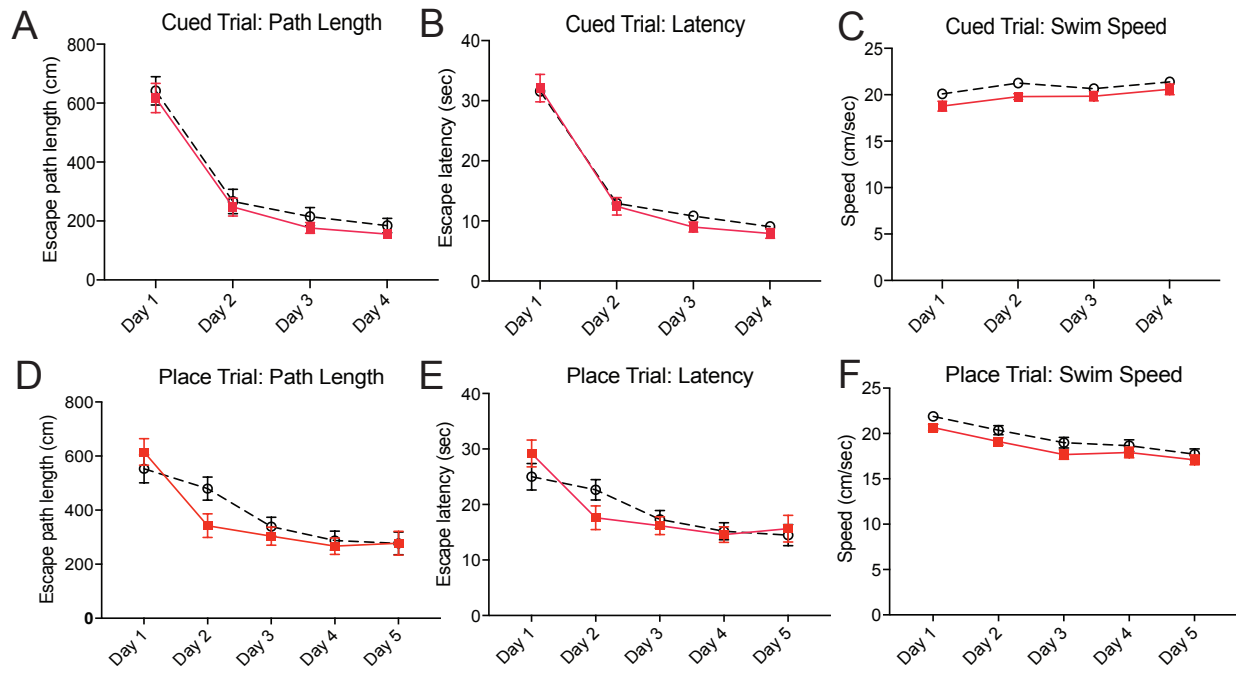 A
Cued Trial: Path Length
Escape path length (cm)
800
600
400
200
0
Day 1
Day 2
Day 3
Day 4
B
Cued Trial: Latency
Escape latency (sec)
40
30
20
10
0
Day 1
Day 2
Day 3
Day 4
C
Cued Trial: Swim Speed
Speed (cm/sec)
25
20
15
10
5
0
Day 1
Day 2
Day 3
Day 4
D
Place Trial: Path Length
Escape path length (cm)
800
600
400
200
0
Day 1
Day 2
Day 3
Day 4
Day 5
E
Place Trial: Latency
Escape latency (sec)
40
30
20
10
0
Day 1
Day 2
Day 3
Day 4
Day 5
F
Place Trial: Swim Speed
Speed (cm/sec)
25
20
15
10
5
0
Day 1
Day 2
Day 3
Day 4
Day 5